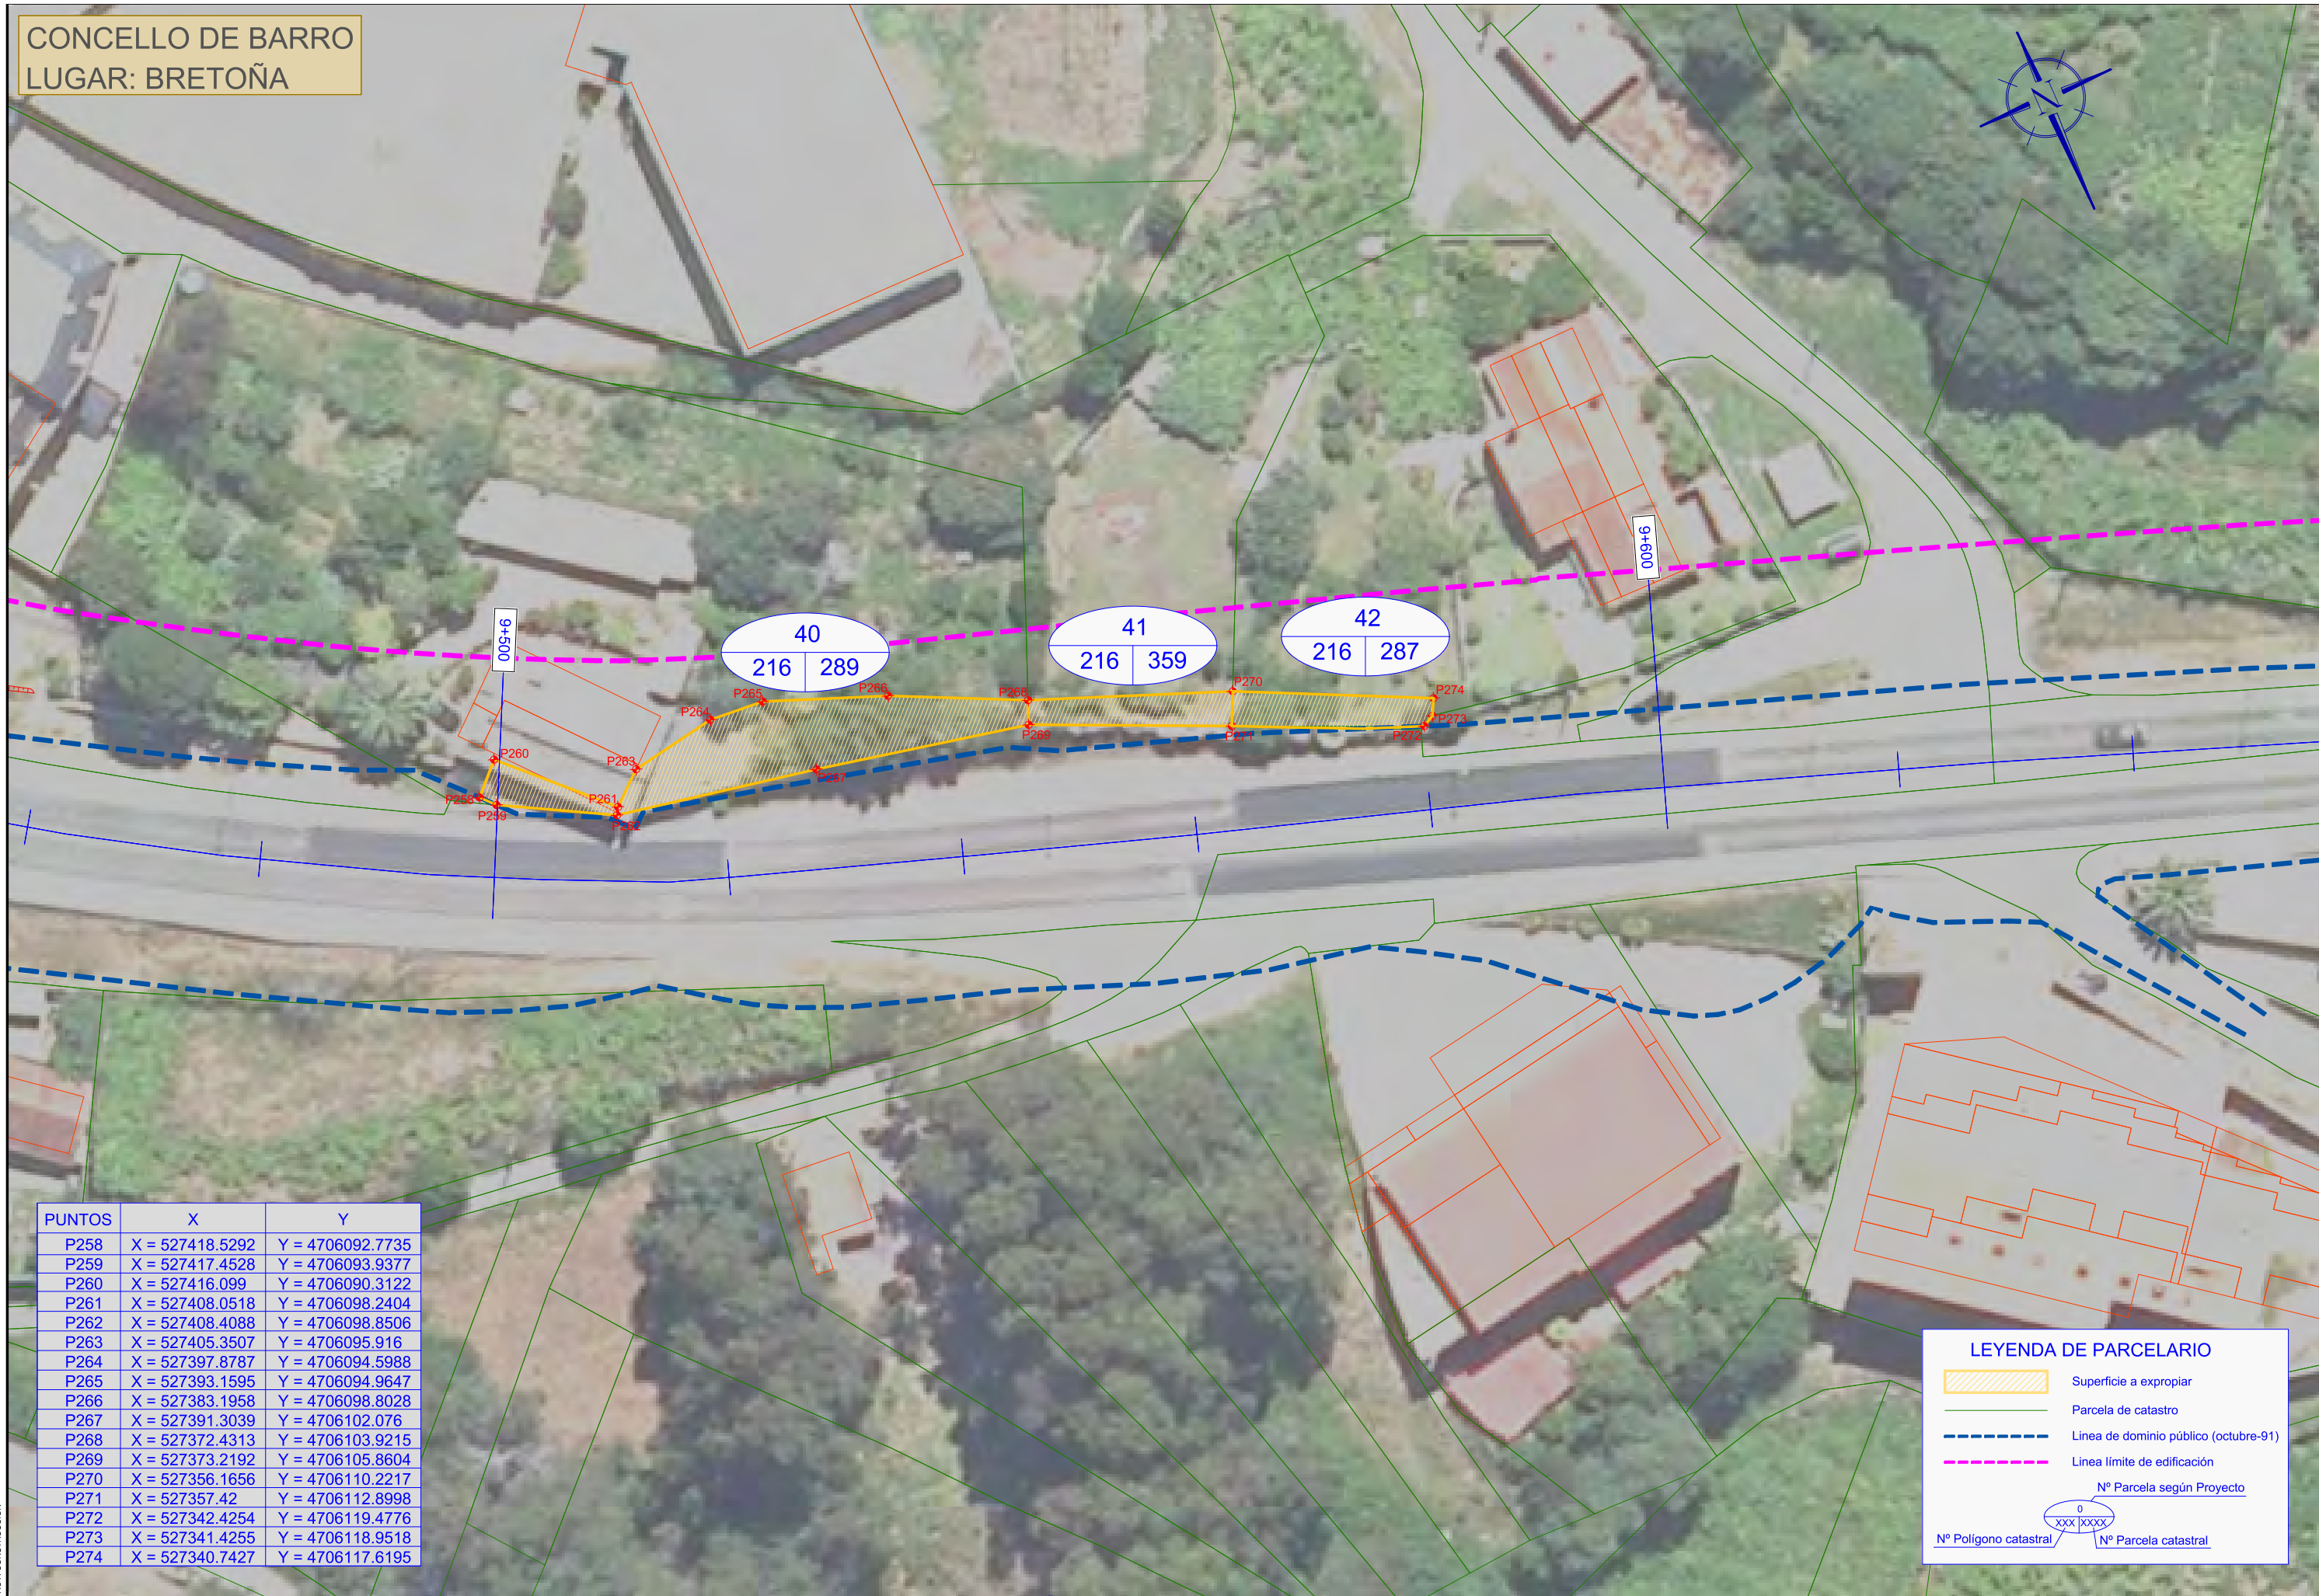 CONCELLO DE BARRO
LUGAR: BRETOÑA
9+500
9+600
40
216 289
41
216 359
42
216 287
P265
P266
P268
P270
P274
P264
P273
P269
P271
P272
P260
P263
P267
P258
P261
P259
PUNTOS X Y
P258 X = 527418.5292 Y = 4706092.7735
P259 X = 527417.4528 Y = 4706093.9377
P260 X = 527416.099 Y = 4706090.3122
P261 X = 527408.0518 Y = 4706098.2404
P262 X = 527408.4088 Y = 4706098.8506
P263 X = 527405.3507 Y = 4706095.916
P264 X = 527397.8787 Y = 4706094.5988
P265 X = 527393.1595 Y = 4706094.9647
P266 X = 527383.1958 Y = 4706098.8028
P267 X = 527391.3039 Y = 4706102.076
P268 X = 527372.4313 Y = 4706103.9215
P269 X = 527373.2192 Y = 4706105.8604
P270 X = 527356.1656 Y = 4706110.2217
P271 X = 527357.42 Y = 4706112.8998
P272 X = 527342.4254 Y = 4706119.4776
P273 X = 527341.4255 Y = 4706118.9518
P274 X = 527340.7427 Y = 4706117.6195
LEYENDA DE PARCELARIO
Superficie a expropiar
Parcela de catastro
Linea de dominio público (octubre-91)
Linea límite de edificación
Nº Parcela según Proyecto
0
XXX XXXX
Nº Polígono catastral
Nº Parcela catastral